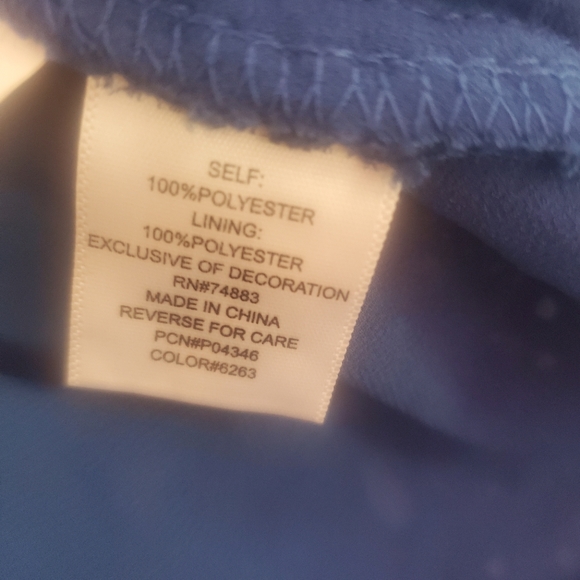 SELF:
100%POLYESTER
LINING:
100%POLYESTER
EXCLUSIVE OF DECORATION
RN#74883
MADE IN CHINA
REVERSE FOR CARE
PCN#P04346
COLOR#6263